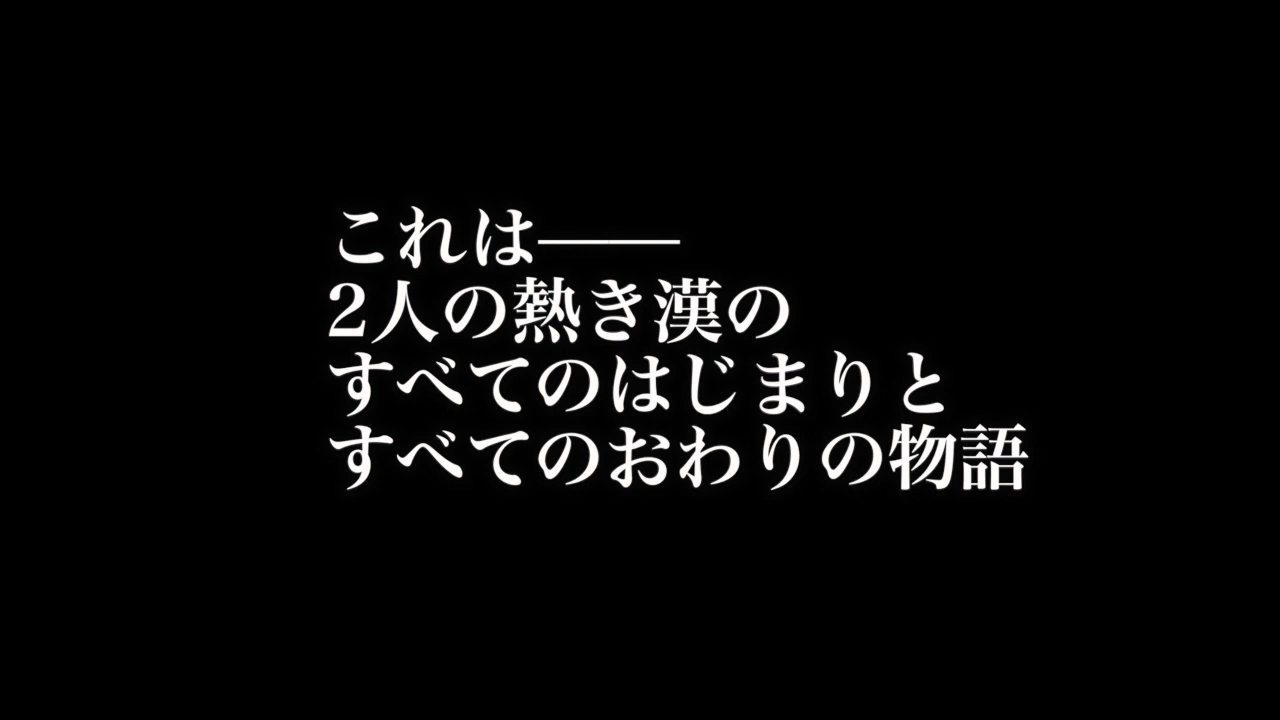 これは――
2人の熱き漢の
すべてのはじまりと
すべてのおわりの物語